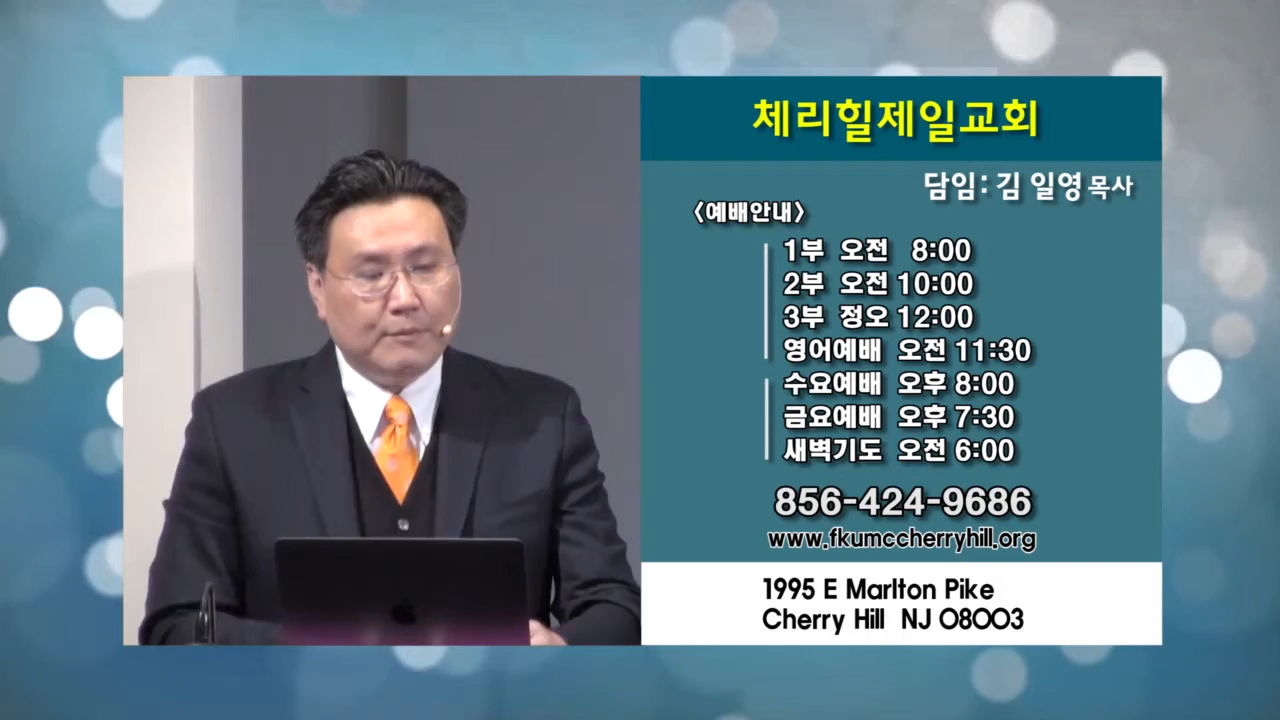 체리힐제일교회
담임: 김 일영 목사
<예배안내>
1부 오전 8:00
2부 오전 10:00
3부 정오 12:00
영어예배 오전 11:30
수요예배 오후 8:00
금요예배 오후 7:30
새벽기도 오전 6:00
856-424-9686
www.fkumccherryhill.org
1995 E Marlton Pike
Cherry Hill NJ 08003